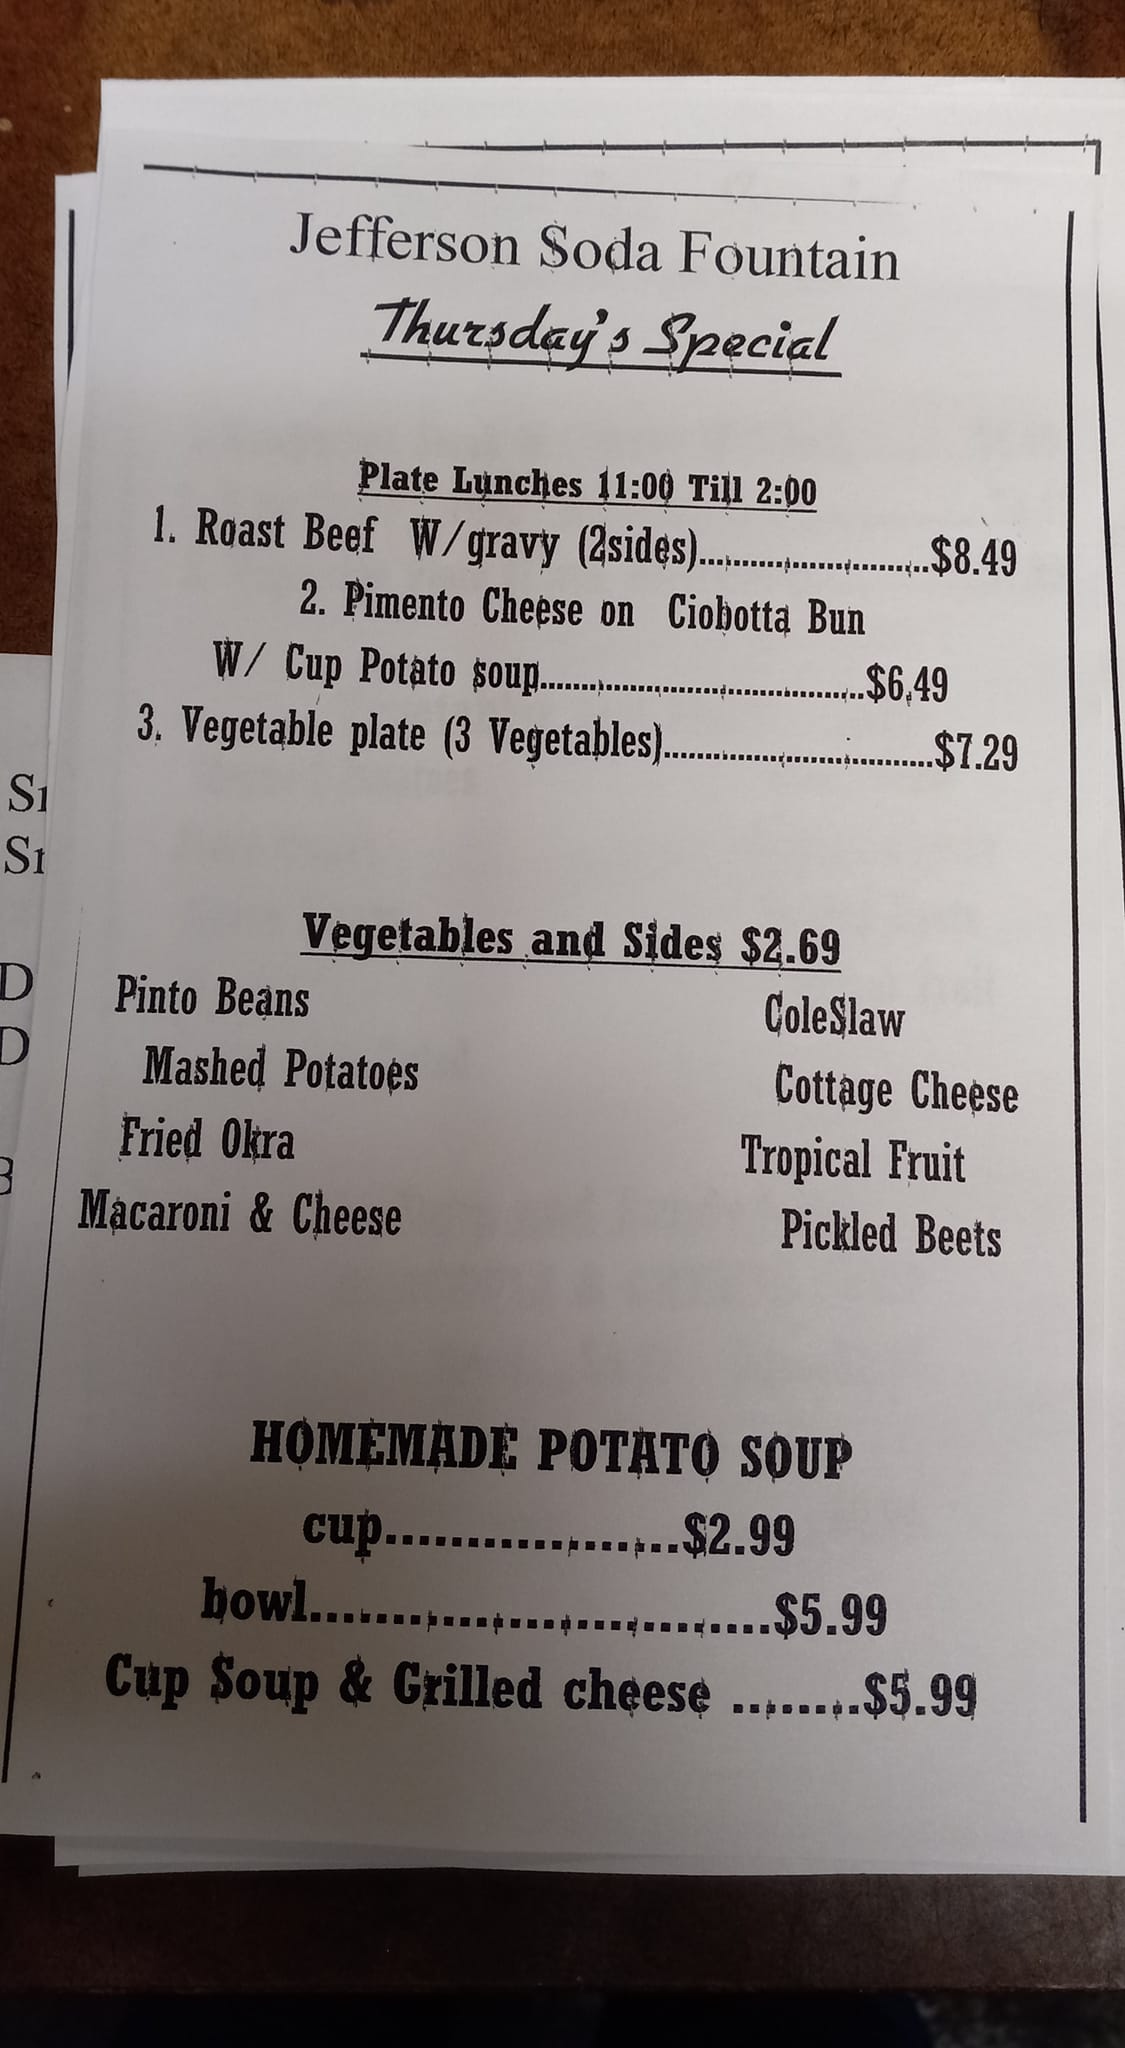 Jefferson Soda Fountain
Thursday's Special
Plate Lunches 11:00 Till 2:00
1. Roast Beef W/gravy (2sides)..............................$8.49
2. Pimento Cheese on Ciobotta Bun
W/ Cup Potato soup..........................................$6.49
3. Vegetable plate (3 Vegetables)...................................$7.29
Vegetables and Sides $2.69
Pinto Beans ColeSlaw
Mashed Potatoes Cottage Cheese
Fried Okra Tropical Fruit
Macaroni & Cheese Pickled Beets
HOMEMADE POTATO SOUP
cup..................$2.99
bowl............................$5.99
Cup Soup & Grilled cheese ........$5.99